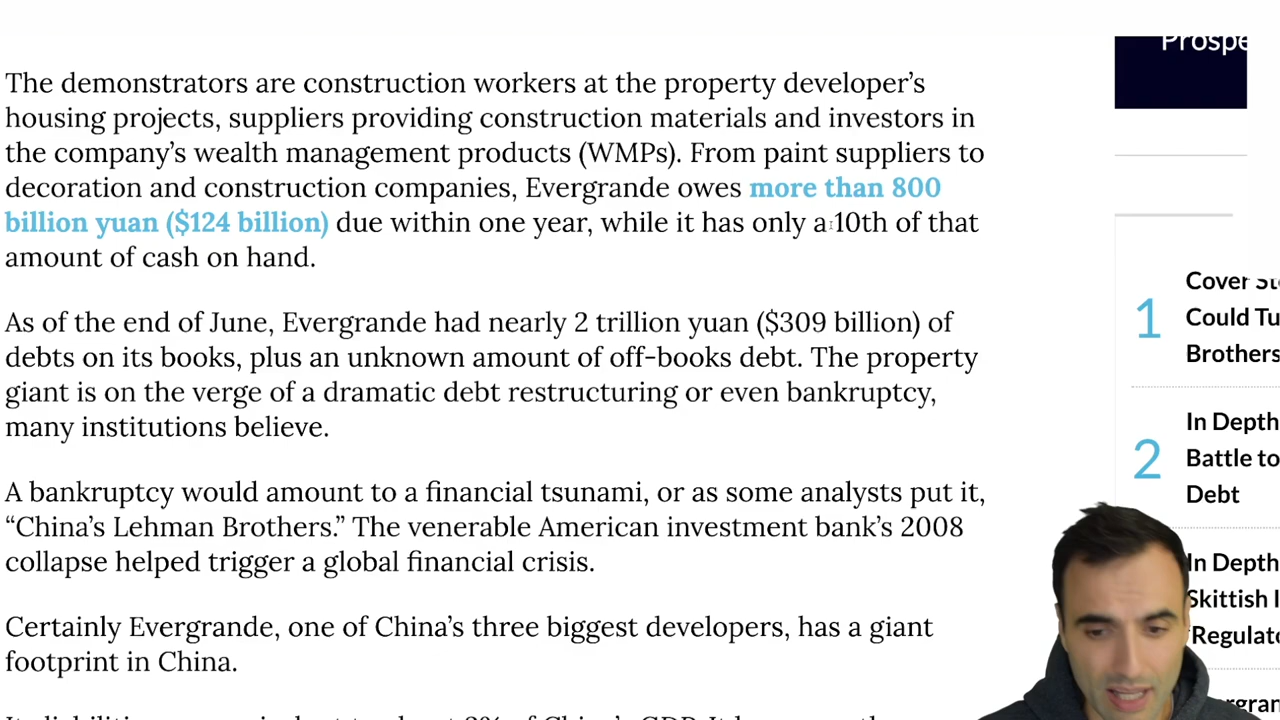 Prospe
The demonstrators are construction workers at the property developer’s
housing projects, suppliers providing construction materials and investors in
the company’s wealth management products (WMPs). From paint suppliers to
decoration and construction companies, Evergrande owes more than 800
billion yuan ($124 billion) due within one year, while it has only a 10th of that
amount of cash on hand.
As of the end of June, Evergrande had nearly 2 trillion yuan ($309 billion) of
debts on its books, plus an unknown amount of off-books debt. The property
giant is on the verge of a dramatic debt restructuring or even bankruptcy,
many institutions believe.
A bankruptcy would amount to a financial tsunami, or as some analysts put it,
“China’s Lehman Brothers.” The venerable American investment bank’s 2008
collapse helped trigger a global financial crisis.
Certainly Evergrande, one of China’s three biggest developers, has a giant
footprint in China.
1
Cover St
Could Tu
Brothers
2
In Depth
Battle to
Debt
In Depth
Skittish
Regulato